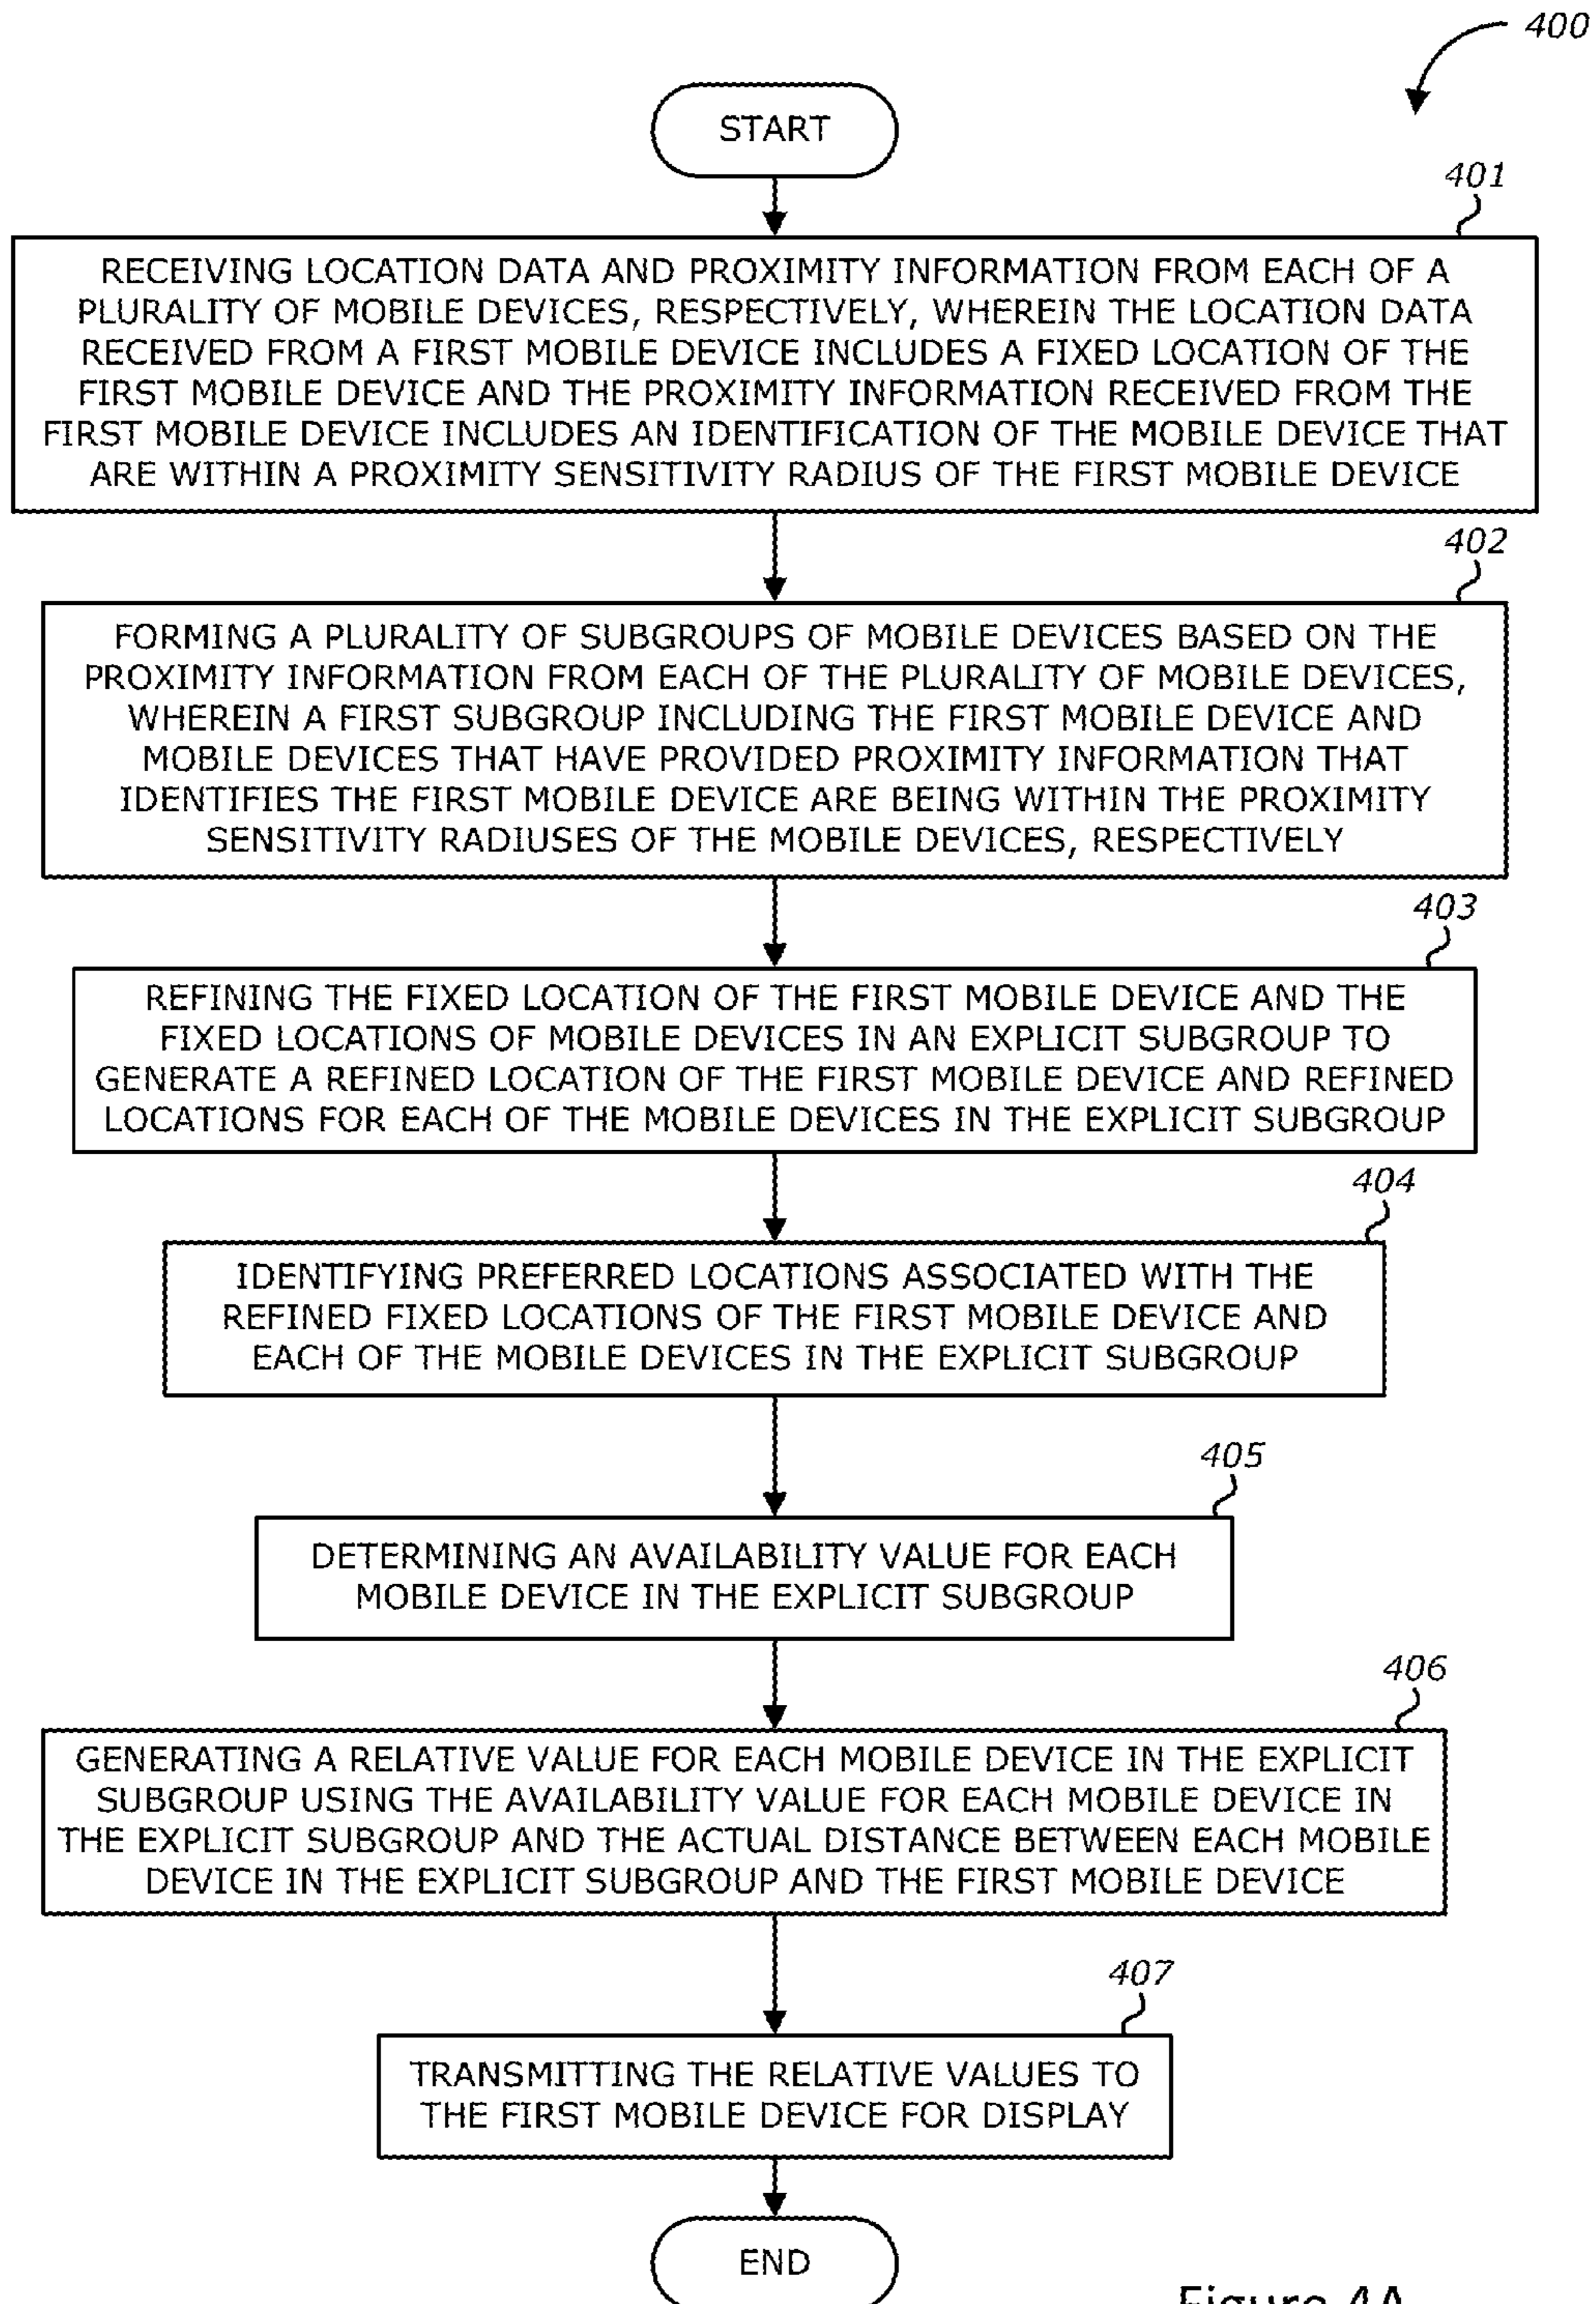 400
START
401
RECEIVING LOCATION DATA AND PROXIMITY INFORMATION FROM EACH OF A
PLURALITY OF MOBILE DEVICES, RESPECTIVELY, WHEREIN THE LOCATION DATA
RECEIVED FROM A FIRST MOBILE DEVICE INCLUDES A FIXED LOCATION OF THE
FIRST MOBILE DEVICE AND THE PROXIMITY INFORMATION RECEIVED FROM THE
FIRST MOBILE DEVICE INCLUDES AN IDENTIFICATION OF THE MOBILE DEVICE THAT
ARE WITHIN A PROXIMITY SENSITIVITY RADIUS OF THE FIRST MOBILE DEVICE
402
FORMING A PLURALITY OF SUBGROUPS OF MOBILE DEVICES BASED ON THE
PROXIMITY INFORMATION FROM EACH OF THE PLURALITY OF MOBILE DEVICES,
WHEREIN A FIRST SUBGROUP INCLUDING THE FIRST MOBILE DEVICE AND
MOBILE DEVICES THAT HAVE PROVIDED PROXIMITY INFORMATION THAT
IDENTIFIES THE FIRST MOBILE DEVICE ARE BEING WITHIN THE PROXIMITY
SENSITIVITY RADIUSES OF THE MOBILE DEVICES, RESPECTIVELY
403
REFINING THE FIXED LOCATION OF THE FIRST MOBILE DEVICE AND THE
FIXED LOCATIONS OF MOBILE DEVICES IN AN EXPLICIT SUBGROUP TO
GENERATE A REFINED LOCATION OF THE FIRST MOBILE DEVICE AND REFINED
LOCATIONS FOR EACH OF THE MOBILE DEVICES IN THE EXPLICIT SUBGROUP
404
IDENTIFYING PREFERRED LOCATIONS ASSOCIATED WITH THE
REFINED FIXED LOCATIONS OF THE FIRST MOBILE DEVICE AND
EACH OF THE MOBILE DEVICES IN THE EXPLICIT SUBGROUP
405
DETERMINING AN AVAILABILITY VALUE FOR EACH
MOBILE DEVICE IN THE EXPLICIT SUBGROUP
406
GENERATING A RELATIVE VALUE FOR EACH MOBILE DEVICE IN THE EXPLICIT
SUBGROUP USING THE AVAILABILITY VALUE FOR EACH MOBILE DEVICE IN
THE EXPLICIT SUBGROUP AND THE ACTUAL DISTANCE BETWEEN EACH MOBILE
DEVICE IN THE EXPLICIT SUBGROUP AND THE FIRST MOBILE DEVICE
407
TRANSMITTING THE RELATIVE VALUES TO
THE FIRST MOBILE DEVICE FOR DISPLAY
END
Figure 4A